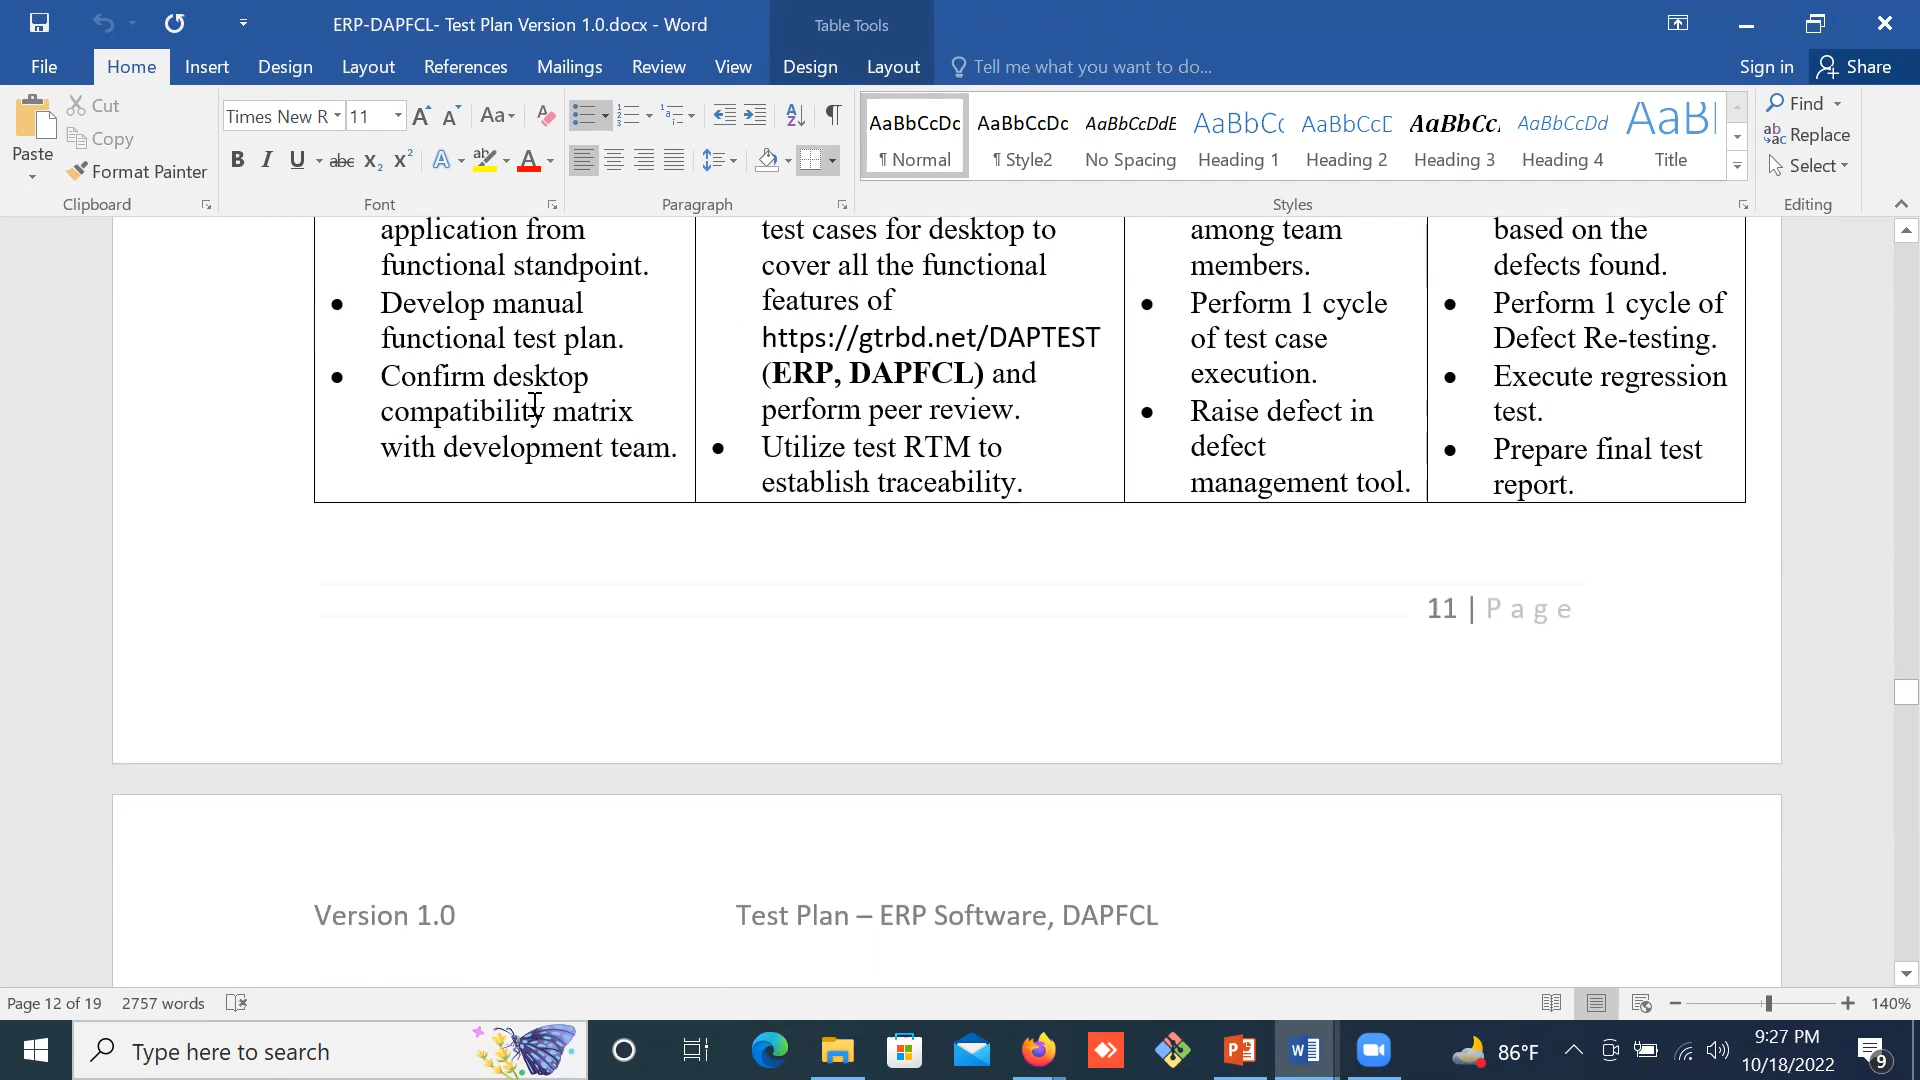 ERP-DAPFCL- Test Plan Version 1.0.docx - Word
Table Tools
File
Home
Insert
Design
Layout
References
Mailings
Review
View
Design
Layout
Tell me what you want to do...
Sign in
Share
Paste
Cut
Copy
Format Painter
Clipboard
Times New R
11
Font
Paragraph
AaBbCcDc
¶ Normal
AaBbCcDc
¶ Style2
AaBbCcDdE
No Spacing
AaBbCc
Heading 1
AaBbCcD
Heading 2
AaBbCc
Heading 3
AaBbCcDd
Heading 4
AaB
Title
Styles
Find
Replace
Select
Editing
application from
functional standpoint.
• Develop manual
functional test plan.
• Confirm desktop
compatibility matrix
with development team.
test cases for desktop to
cover all the functional
features of
https://gtrbd.net/DAPTEST
(ERP, DAPFCL) and
perform peer review.
• Utilize test RTM to
establish traceability.
among team
members.
• Perform 1 cycle
of test case
execution.
• Raise defect in
defect
management tool.
based on the
defects found.
• Perform 1 cycle of
Defect Re-testing.
• Execute regression
test.
• Prepare final test
report.
11 | Page
Version 1.0
Test Plan – ERP Software, DAPFCL
Page 12 of 19
2757 words
140%
Type here to search
86°F
9:27 PM
10/18/2022
9